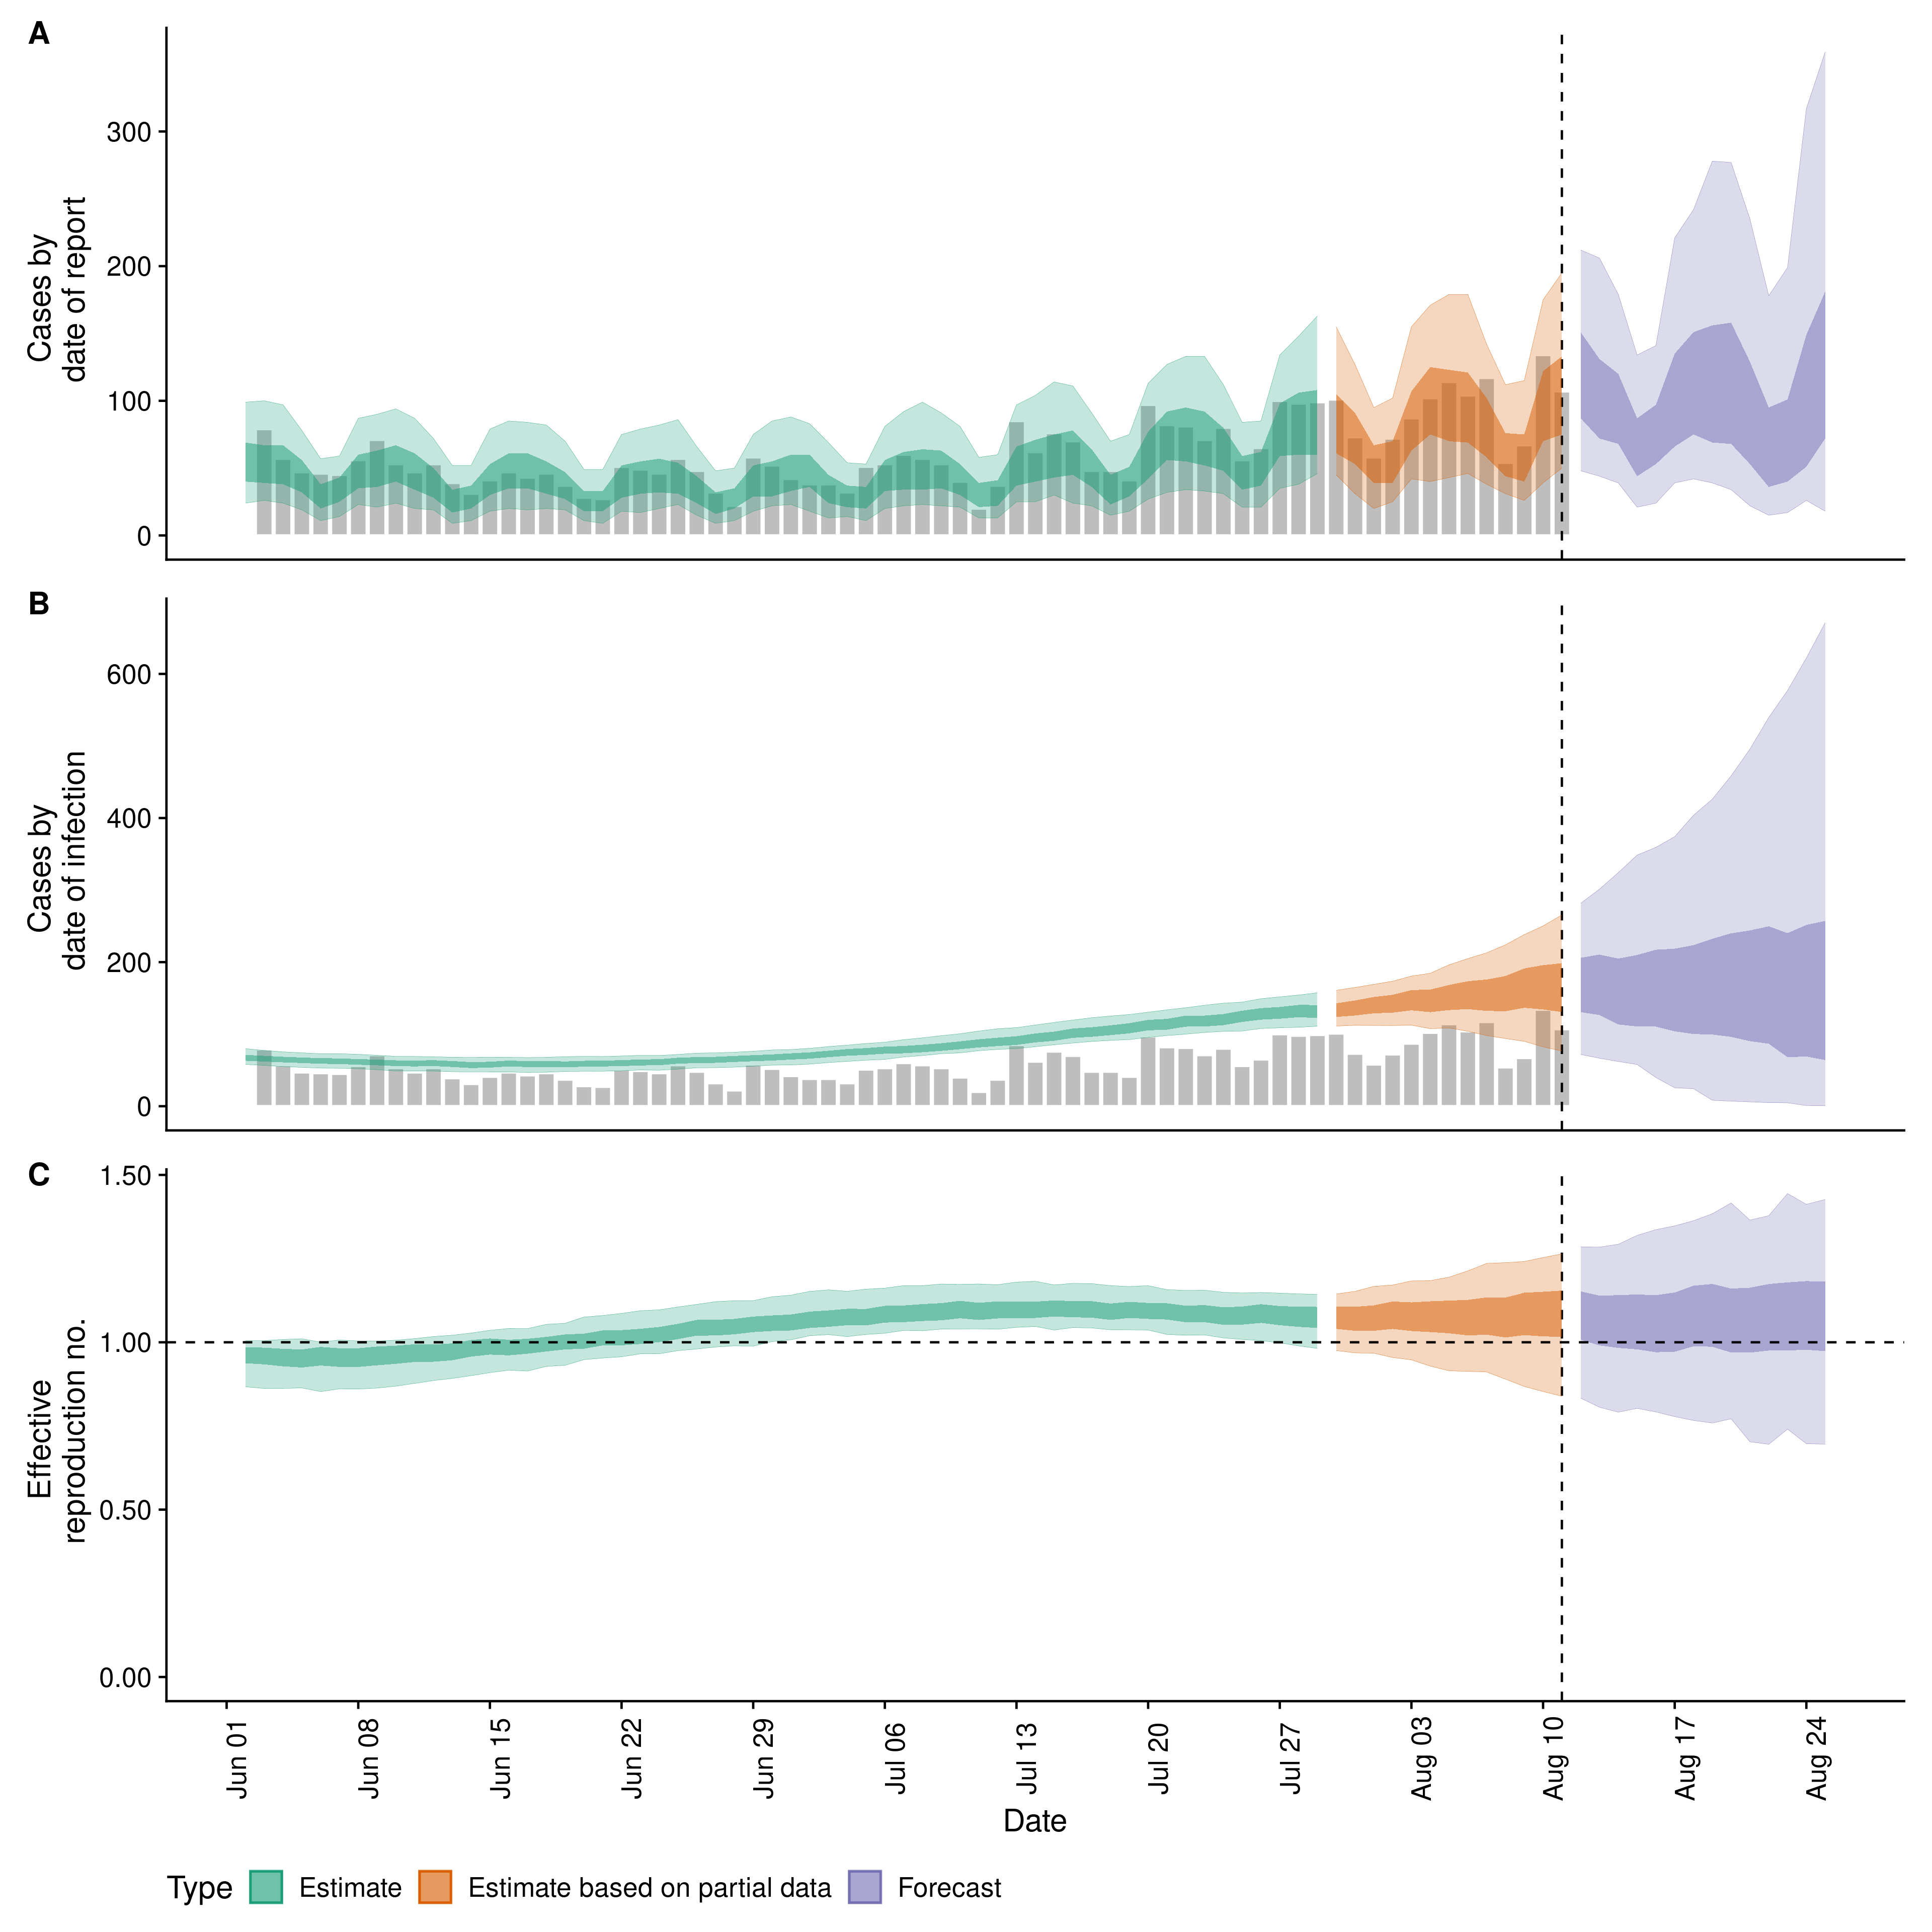 A
Cases by
date of report
300
200
100
0
B
Cases by
date of infection
600
400
200
0
C
Effective
reproduction no.
1.50
1.00
0.50
0.00
Jun 01
Jun 08
Jun 15
Jun 22
Jun 29
Jul 06
Jul 13
Jul 20
Jul 27
Aug 03
Aug 10
Aug 17
Aug 24
Date
Type
Estimate
Estimate based on partial data
Forecast